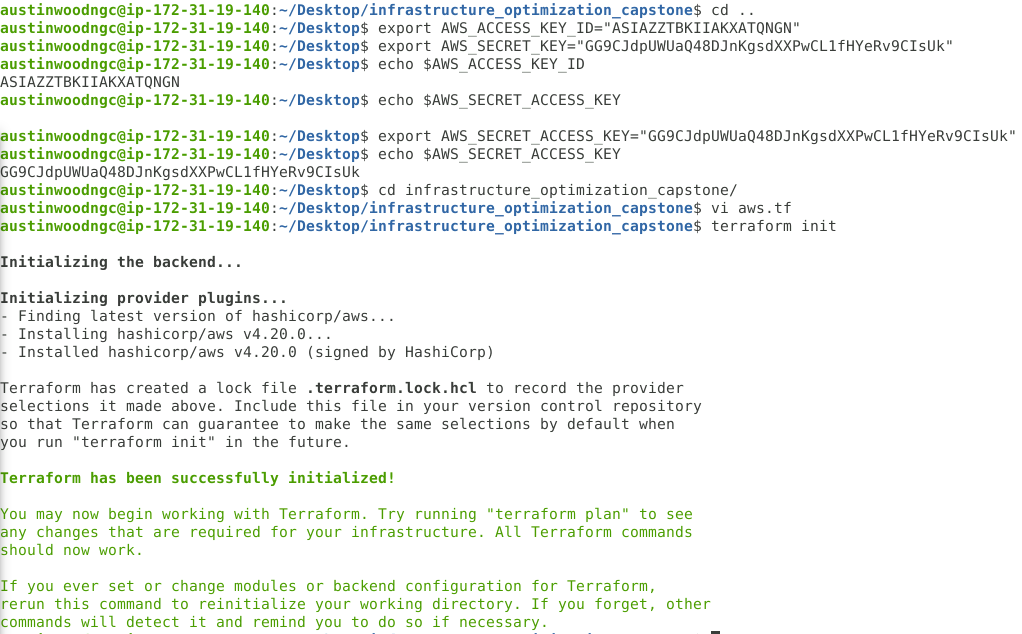 austinwoodngc@ip-172-31-19-140:~/Desktop/infrastructure_optimization_capstone$ cd ..
austinwoodngc@ip-172-31-19-140:~/Desktop$ export AWS_ACCESS_KEY_ID="ASIAZZTBKIIAKXATQNGN"
austinwoodngc@ip-172-31-19-140:~/Desktop$ export AWS_SECRET_KEY="GG9CJdpUWUaQ48DJnKgsdXXPwCL1fHYeRv9CIsUk"
austinwoodngc@ip-172-31-19-140:~/Desktop$ echo $AWS_ACCESS_KEY_ID
ASIAZZTBKIIAKXATQNGN
austinwoodngc@ip-172-31-19-140:~/Desktop$ echo $AWS_SECRET_ACCESS_KEY
austinwoodngc@ip-172-31-19-140:~/Desktop$ export AWS_SECRET_ACCESS_KEY="GG9CJdpUWUaQ48DJnKgsdXXPwCL1fHYeRv9CIsUk"
austinwoodngc@ip-172-31-19-140:~/Desktop$ echo $AWS_SECRET_ACCESS_KEY
GG9CJdpUWUaQ48DJnKgsdXXPwCL1fHYeRv9CIsUk
austinwoodngc@ip-172-31-19-140:~/Desktop$ cd infrastructure_optimization_capstone/
austinwoodngc@ip-172-31-19-140:~/Desktop/infrastructure_optimization_capstone$ vi aws.tf
austinwoodngc@ip-172-31-19-140:~/Desktop/infrastructure_optimization_capstone$ terraform init
Initializing the backend...
Initializing provider plugins...
- Finding latest version of hashicorp/aws...
- Installing hashicorp/aws v4.20.0...
- Installed hashicorp/aws v4.20.0 (signed by HashiCorp)
Terraform has created a lock file .terraform.lock.hcl to record the provider
selections it made above. Include this file in your version control repository
so that Terraform can guarantee to make the same selections by default when
you run "terraform init" in the future.
Terraform has been successfully initialized!
You may now begin working with Terraform. Try running "terraform plan" to see
any changes that are required for your infrastructure. All Terraform commands
should now work.
If you ever set or change modules or backend configuration for Terraform,
rerun this command to reinitialize your working directory. If you forget, other
commands will detect it and remind you to do so if necessary.